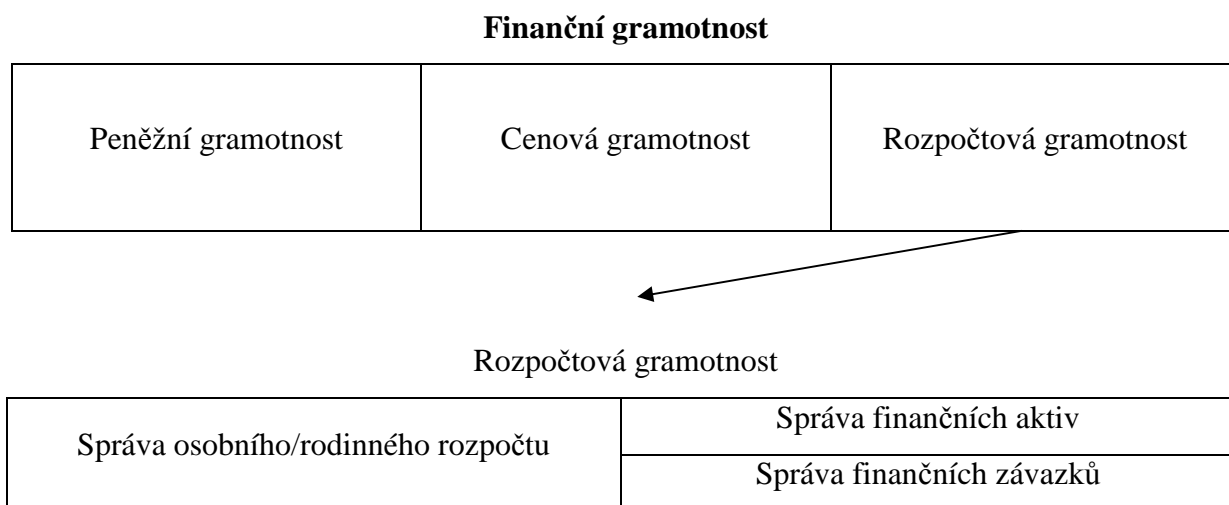 Finanční gramotnost
Peněžní gramotnost
Cenová gramotnost
Rozpočtová gramotnost
Rozpočtová gramotnost
Správa osobního/rodinného rozpočtu
Správa finančních aktiv
Správa finančních závazků